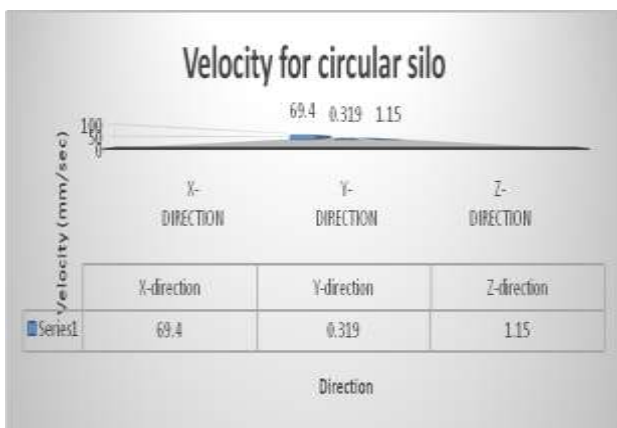 Velocity for circular silo
69.4 0.319 1.15
100
50
0
Velocity (mm/sec)
X-
DIRECTION
Y-
DIRECTION
Z-
DIRECTION
X-direction Y-direction Z-direction
Series1 69.4 0.319 1.15
Direction